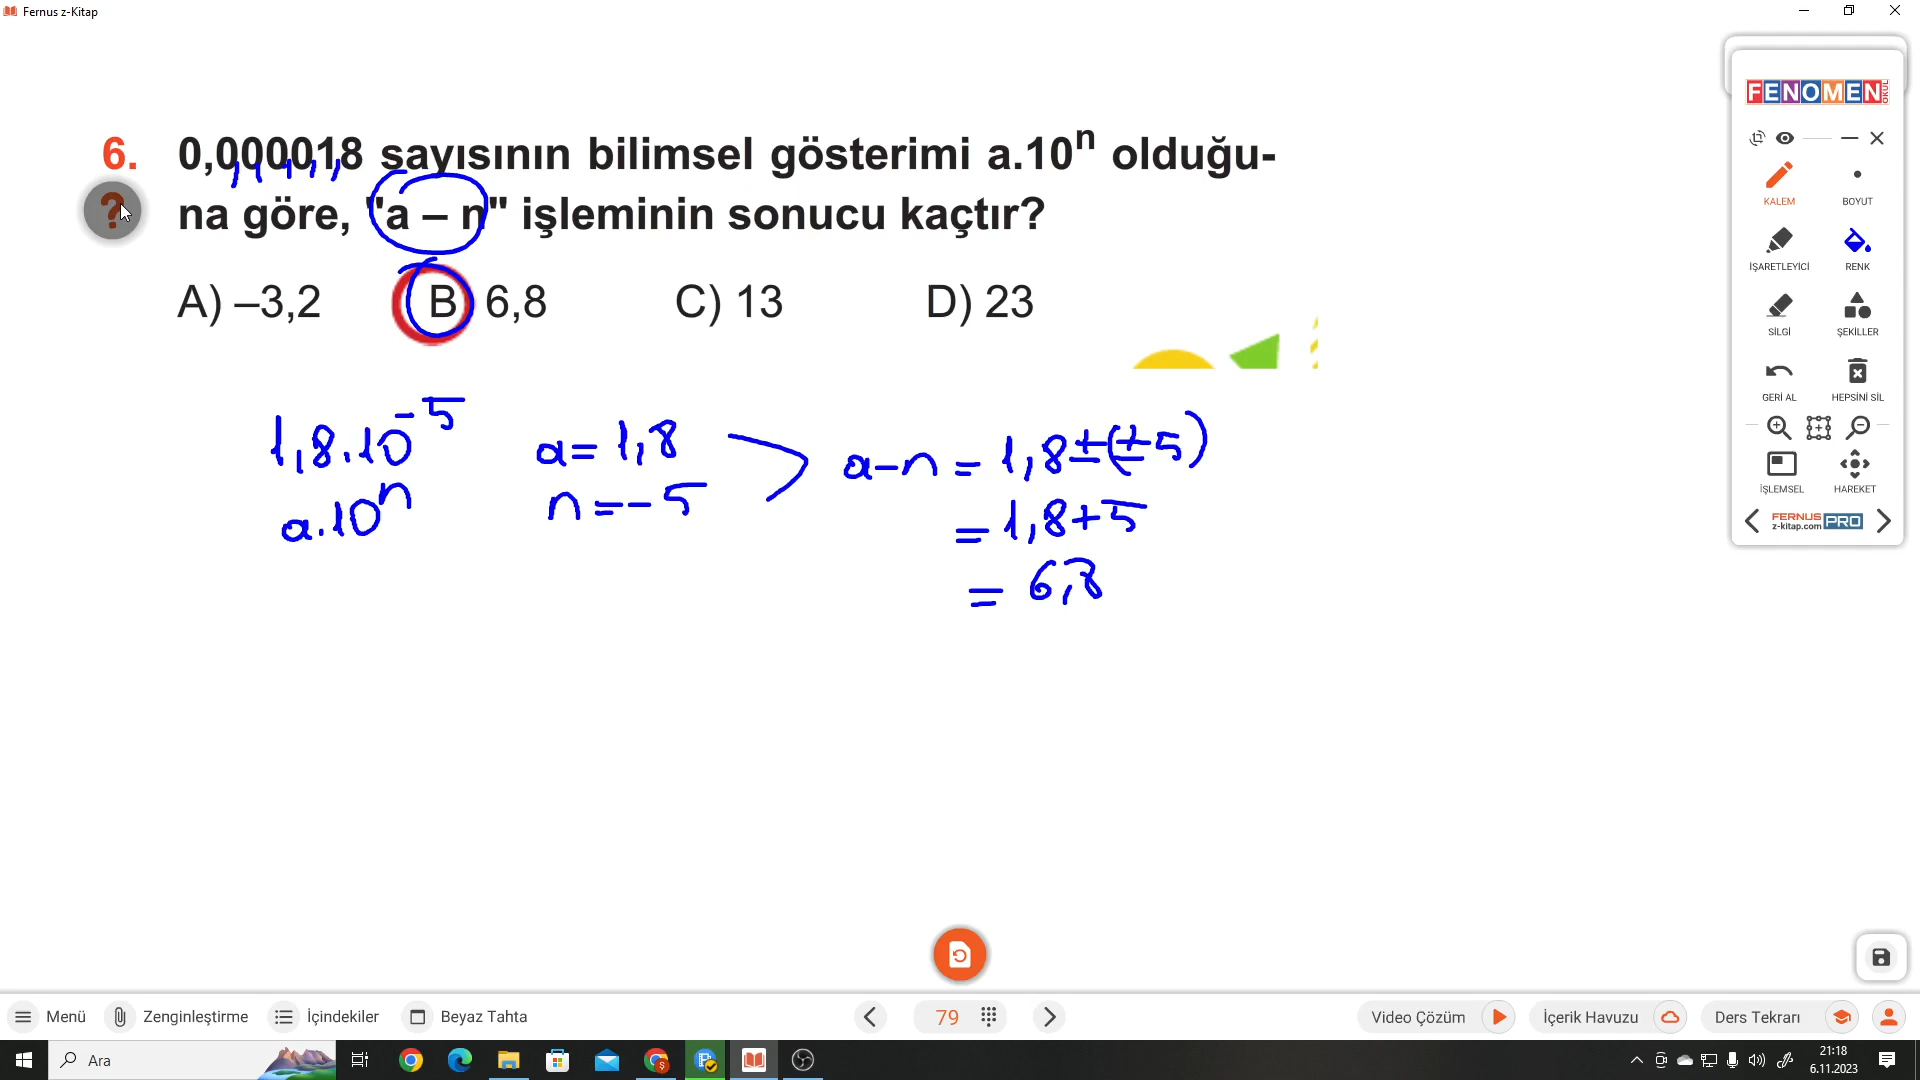 Fernus z-Kitap
FENOMEN OKUL
6. 0,000018 sayısının bilimsel gösterimi a.10ⁿ olduğu-
na göre, "a – n" işleminin sonucu kaçtır?
?
A) –3,2 B) 6,8 C) 13 D) 23
1,8.10⁻⁵
a.10ⁿ
a= 1,8
n=-5
a-n = 1,8±(±5)
= 1,8+5
= 6,8
KALEM BOYUT
İŞARETLEYİCİ RENK
SİLGİ ŞEKİLLER
GERİ AL HEPSİNİ SİL
İŞLEMSEL HAREKET
FERNUS
z-kitap.com PRO
Menü Zenginleştirme İçindekiler Beyaz Tahta 79 Video Çözüm İçerik Havuzu Ders Tekrarı
Ara
21:18
6.11.2023